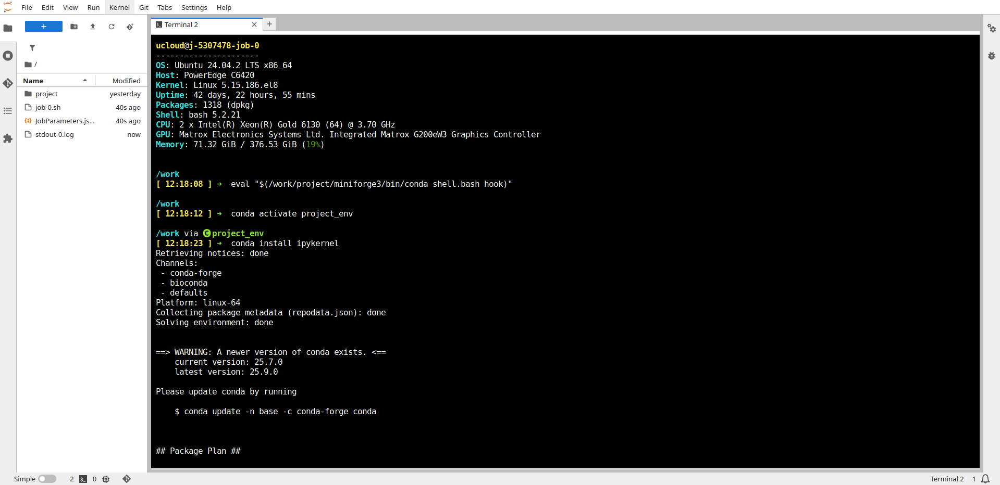 File Edit View Run Kernel Git Tabs Settings Help
+
/
Name Modified
project yesterday
job-0.sh 40s ago
JobParameters.js... 40s ago
stdout-0.log now
Terminal 2
ucloud@j-5307478-job-0
----------------------
OS: Ubuntu 24.04.2 LTS x86_64
Host: PowerEdge C6420
Kernel: Linux 5.15.186.el8
Uptime: 42 days, 22 hours, 55 mins
Packages: 1318 (dpkg)
Shell: bash 5.2.21
CPU: 2 x Intel(R) Xeon(R) Gold 6130 (64) @ 3.70 GHz
GPU: Matrox Electronics Systems Ltd. Integrated Matrox G200eW3 Graphics Controller
Memory: 71.32 GiB / 376.53 GiB (19%)
/work
[ 12:18:08 ] ➜ eval "$(/work/project/miniforge3/bin/conda shell.bash hook)"
/work
[ 12:18:12 ] ➜ conda activate project_env
/work via C project_env
[ 12:18:23 ] ➜ conda install ipykernel
Retrieving notices: done
Channels:
- conda-forge
- bioconda
- defaults
Platform: linux-64
Collecting package metadata (repodata.json): done
Solving environment: done
==> WARNING: A newer version of conda exists. <==
current version: 25.7.0
latest version: 25.9.0
Please update conda by running
$ conda update -n base -c conda-forge conda
## Package Plan ##
Simple 2 $_ 0 Terminal 2 1